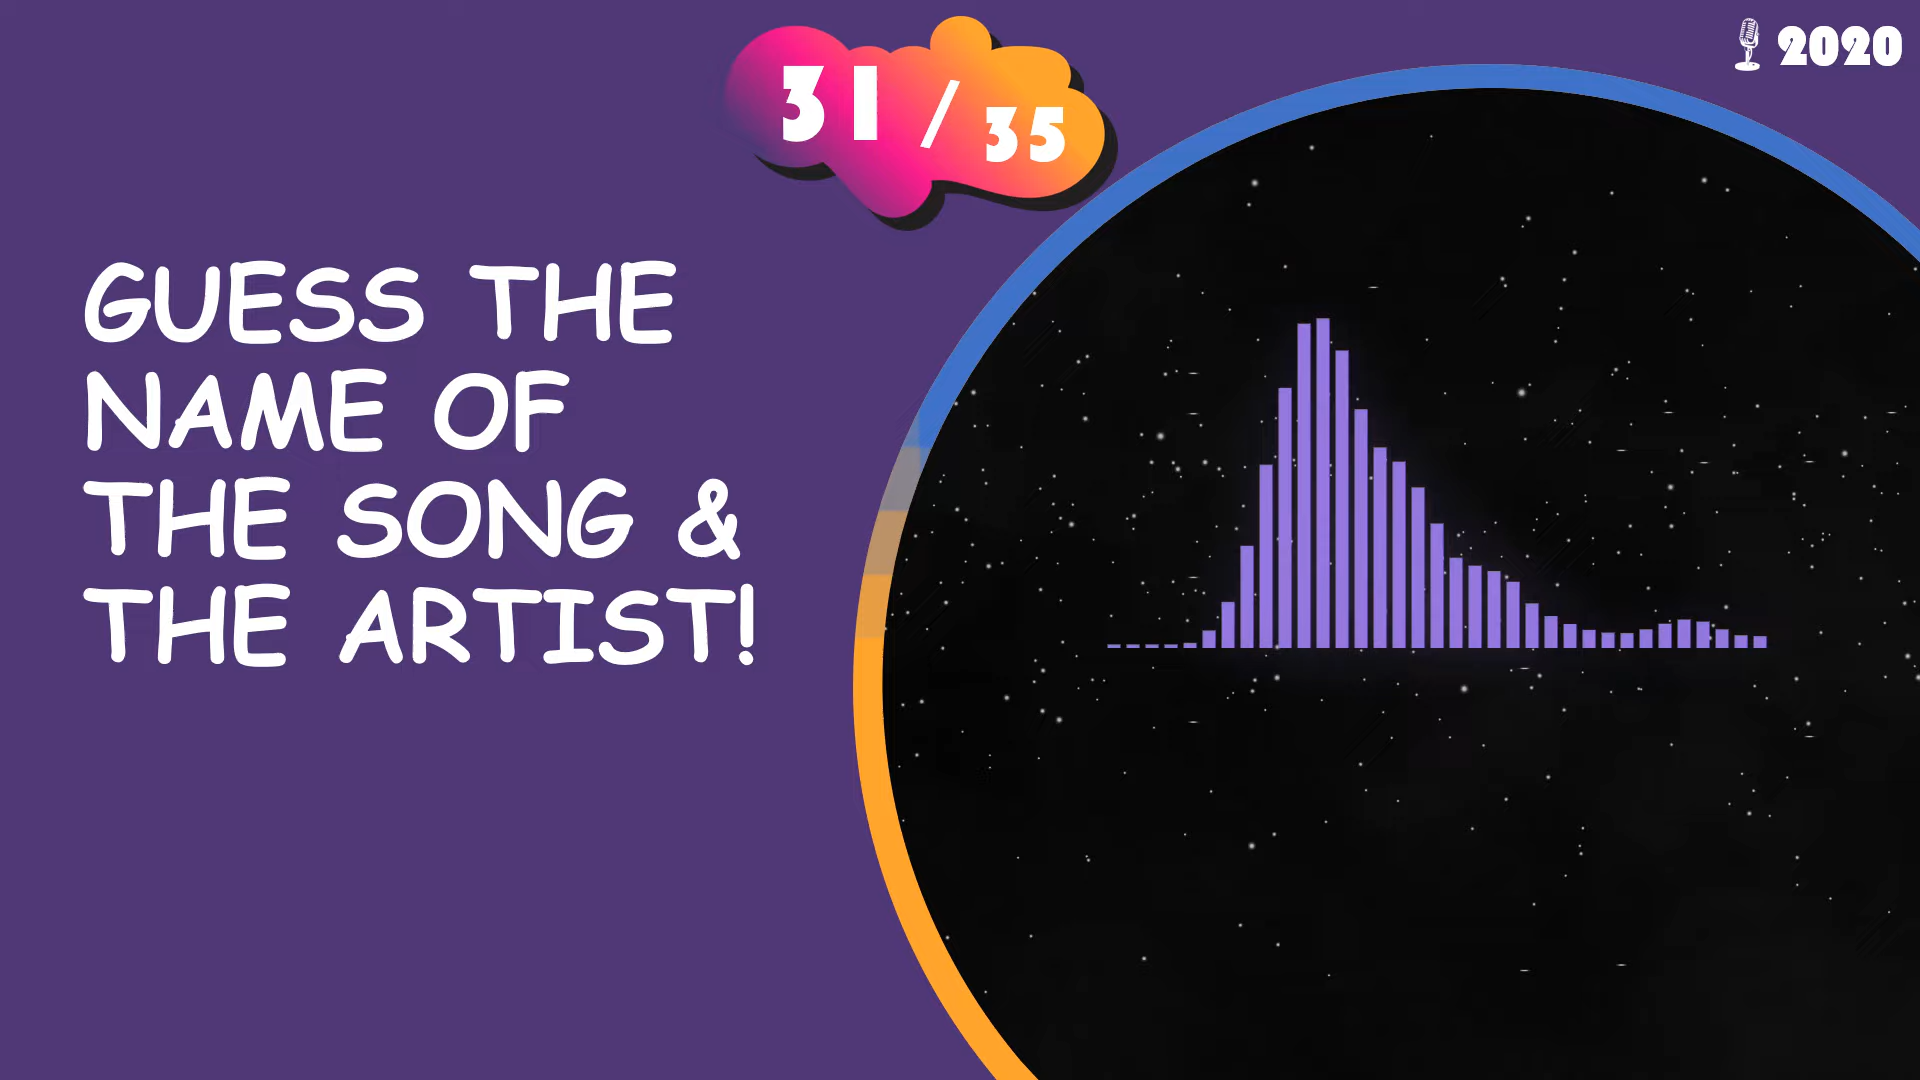 31 / 35
2020
GUESS THE
NAME OF
THE SONG &
THE ARTIST!